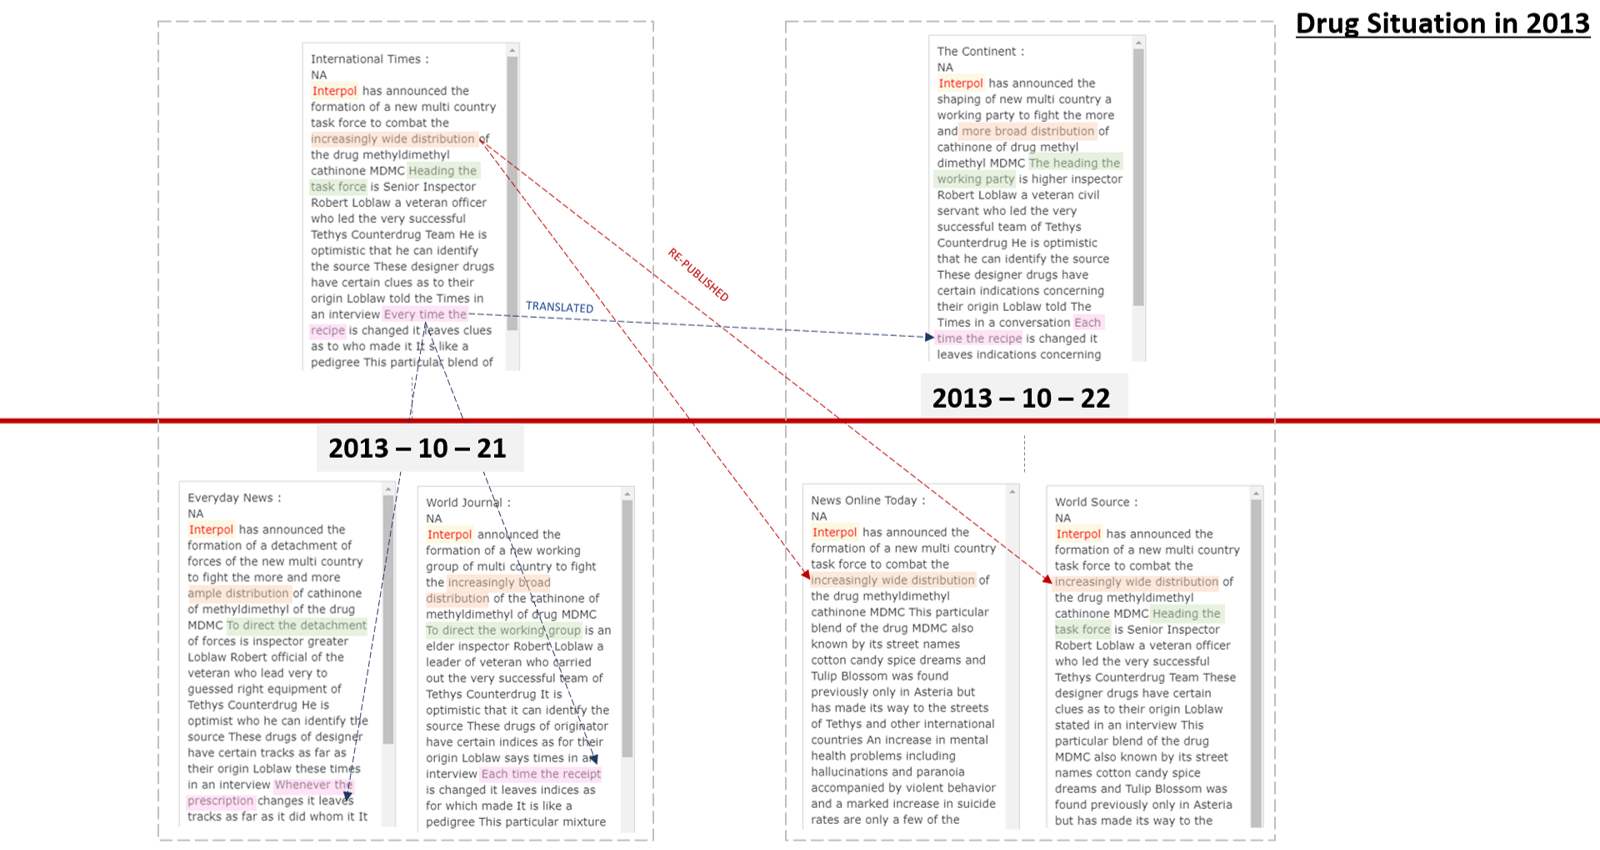 Drug Situation in 2013
International Times :
NA
Interpol has announced the
formation of a new multi country
task force to combat the
increasingly wide distribution of
the drug methyldimethyl
cathinone MDMC Heading the
task force is Senior Inspector
Robert Loblaw a veteran officer
who led the very successful
Tethys Counterdrug Team He is
optimistic that he can identify
the source These designer drugs
have certain clues as to their
origin Loblaw told the Times in
an interview Every time the
recipe is changed it leaves clues
as to who made it It s like a
pedigree This particular blend of
The Continent :
NA
Interpol has announced the
shaping of new multi country a
working party to fight the more
and more broad distribution of
cathinone of drug methyl
dimethyl MDMC The heading the
working party is higher inspector
Robert Loblaw a veteran civil
servant who led the very
successful team of Tethys
Counterdrug He is optimistic
that he can identify the source
These designer drugs have
certain indications concerning
their origin Loblaw told The
Times in a conversation Each
time the recipe is changed it
leaves indications concerning
RE-PUBLISHED
TRANSLATED
2013 – 10 – 22
2013 – 10 – 21
Everyday News :
NA
Interpol has announced the
formation of a detachment of
forces of the new multi country
to fight the more and more
ample distribution of cathinone
of methyldimethyl of the drug
MDMC To direct the detachment
of forces is inspector greater
Loblaw Robert official of the
veteran who lead very to
guessed right equipment of
Tethys Counterdrug He is
optimist who he can identify the
source These drugs of designer
have certain tracks as far as
their origin Loblaw these times
in an interview Whenever the
prescription changes it leaves
tracks as far as it did whom it It
World Journal :
NA
Interpol announced the
formation of a new working
group of multi country to fight
the increasingly broad
distribution of the cathinone of
methyldimethyl of drug MDMC
To direct the working group is an
elder inspector Robert Loblaw a
leader of veteran who carried
out the very successful team of
Tethys Counterdrug It is
optimistic that it can identify the
source These drugs of originator
have certain indices as for their
origin Loblaw says times in an
interview Each time the receipt
is changed it leaves indices as
for which made It is like a
pedigree This particular mixture
News Online Today :
NA
Interpol has announced the
formation of a new multi country
task force to combat the
increasingly wide distribution of
the drug methyldimethyl
cathinone MDMC This particular
blend of the drug MDMC also
known by its street names
cotton candy spice dreams and
Tulip Blossom was found
previously only in Asteria but
has made its way to the streets
of Tethys and other international
countries An increase in mental
health problems including
hallucinations and paranoia
accompanied by violent behavior
and a marked increase in suicide
rates are only a few of the
World Source :
NA
Interpol has announced the
formation of a new multi country
task force to combat the
increasingly wide distribution of
the drug methyldimethyl
cathinone MDMC Heading the
task force is Senior Inspector
Robert Loblaw a veteran officer
who led the very successful
Tethys Counterdrug Team These
designer drugs have certain
clues as to their origin Loblaw
stated in an interview This
particular blend of the drug
MDMC also known by its street
names cotton candy spice
dreams and Tulip Blossom was
found previously only in Asteria
but has made its way to the